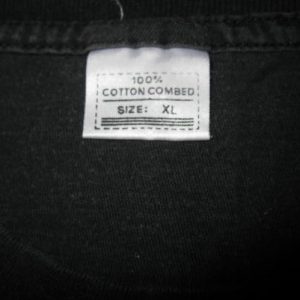 100%
COTTON COMBED
SIZE: XL